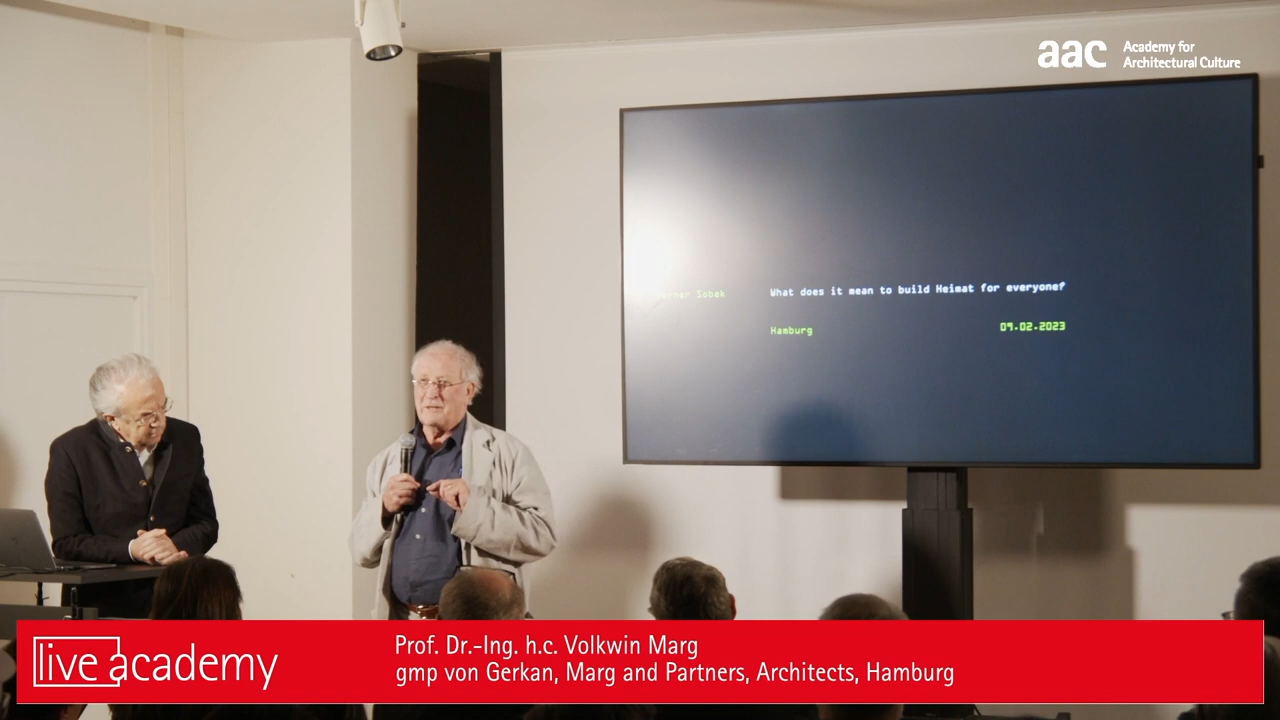 aac
Academy for
Architectural Culture
Sobek
What does it mean to build Heimat for everyone?
Hamburg
09.02.2023
live academy
Prof. Dr.-Ing. h.c. Volkwin Marg
gmp von Gerkan, Marg and Partners, Architects, Hamburg